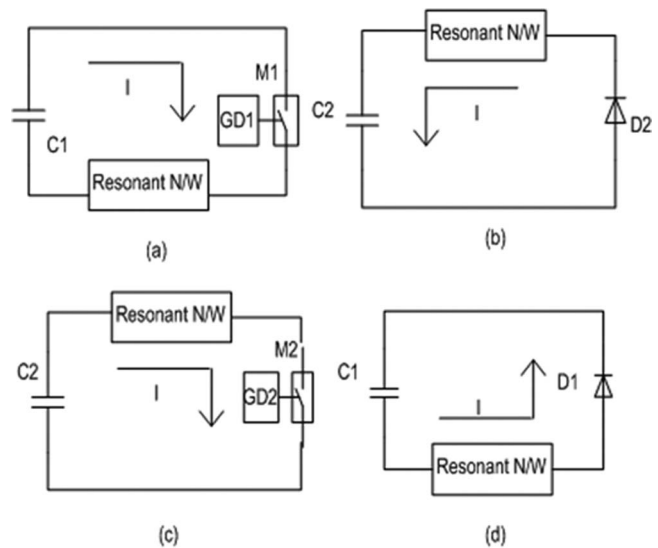 M1
I
GD1
C1
Resonant N/W
(a)
Resonant N/W
C2
I
D2
(b)
Resonant N/W
C2
M2
I
GD2
(c)
C1
D1
I
Resonant N/W
(d)